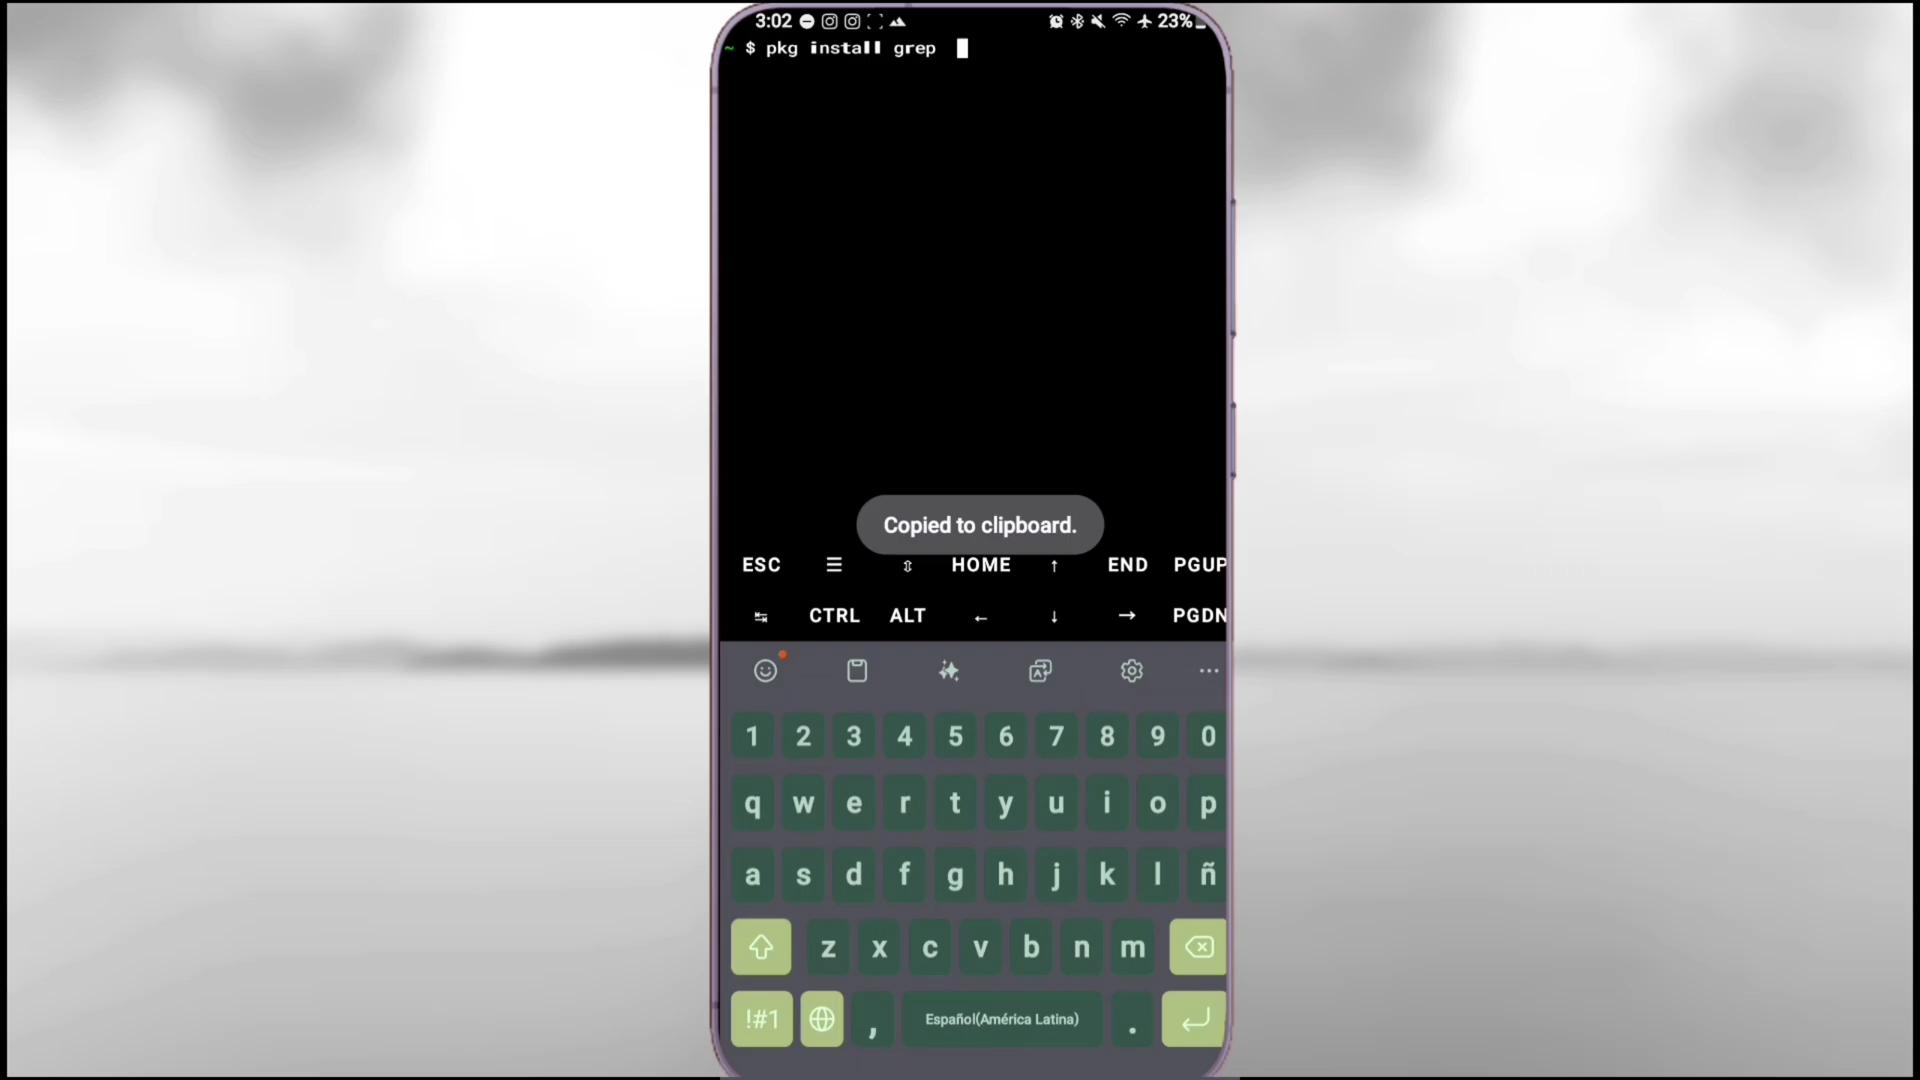 3:02 23%
~ $ pkg install grep
Copied to clipboard.
ESC ☰ ⇳ HOME ↑ END PGUP
↹ CTRL ALT ← ↓ → PGDN
1 2 3 4 5 6 7 8 9 0
q w e r t y u i o p
a s d f g h j k l ñ
z x c v b n m
!#1 , Español(América Latina) .